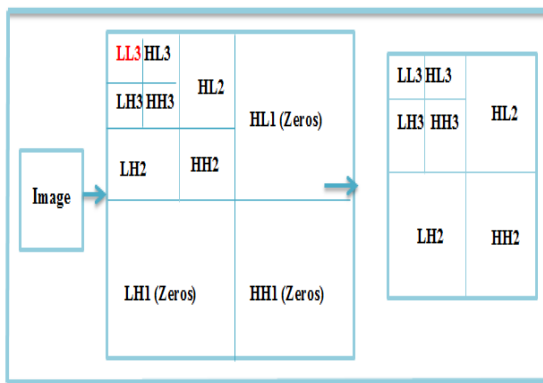 Image
LL3 HL3
LH3 HH3
HL2
LH2
HH2
HL1 (Zeros)
LH1 (Zeros)
HH1 (Zeros)
LL3 HL3
LH3 HH3
HL2
LH2
HH2